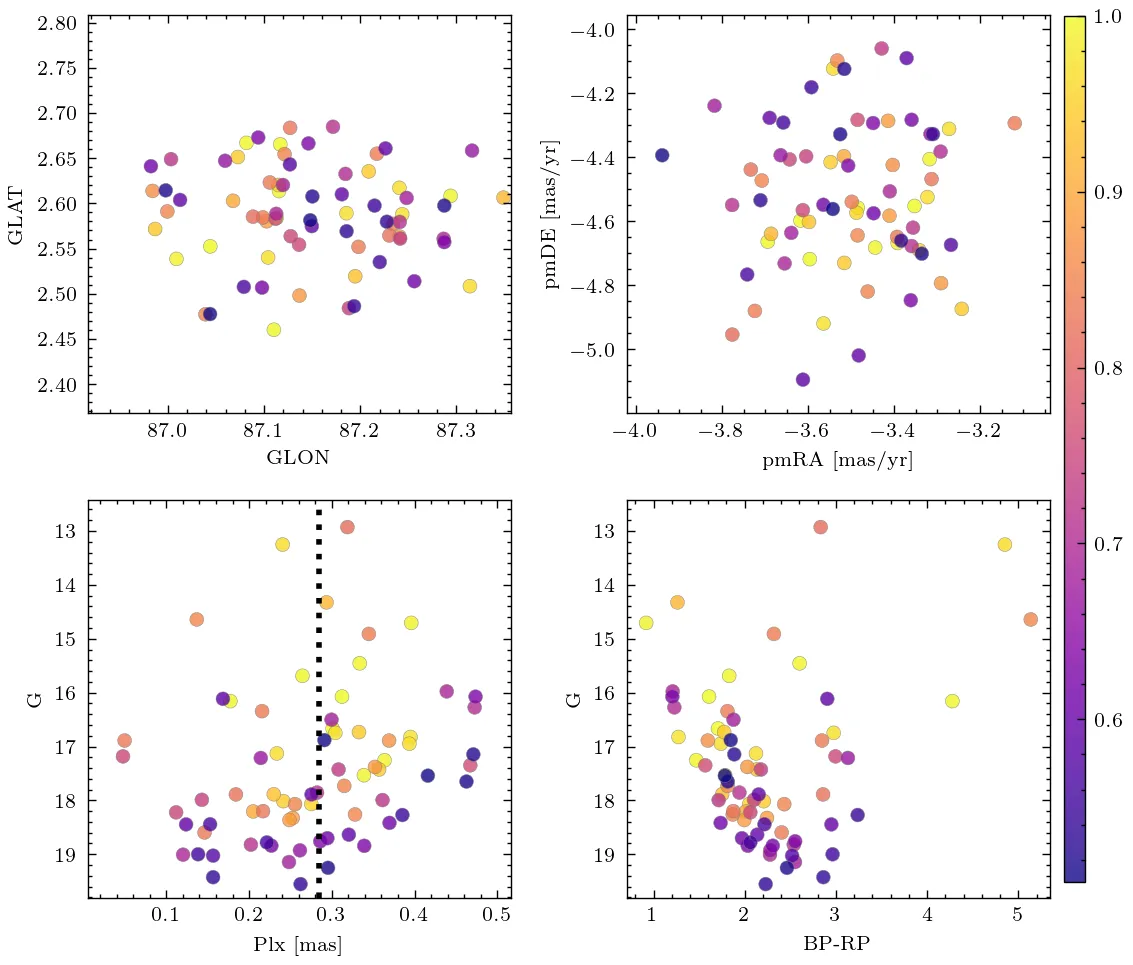 2.80
2.75
2.70
2.65
2.60
2.55
2.50
2.45
2.40
GLAT
87.0 87.1 87.2 87.3
GLON
−4.0
−4.2
−4.4
−4.6
−4.8
−5.0
pmDE [mas/yr]
−4.0 −3.8 −3.6 −3.4 −3.2
pmRA [mas/yr]
1.0
0.9
0.8
0.7
0.6
13
14
15
16
17
18
19
G
0.1 0.2 0.3 0.4 0.5
Plx [mas]
13
14
15
16
17
18
19
G
1 2 3 4 5
BP-RP